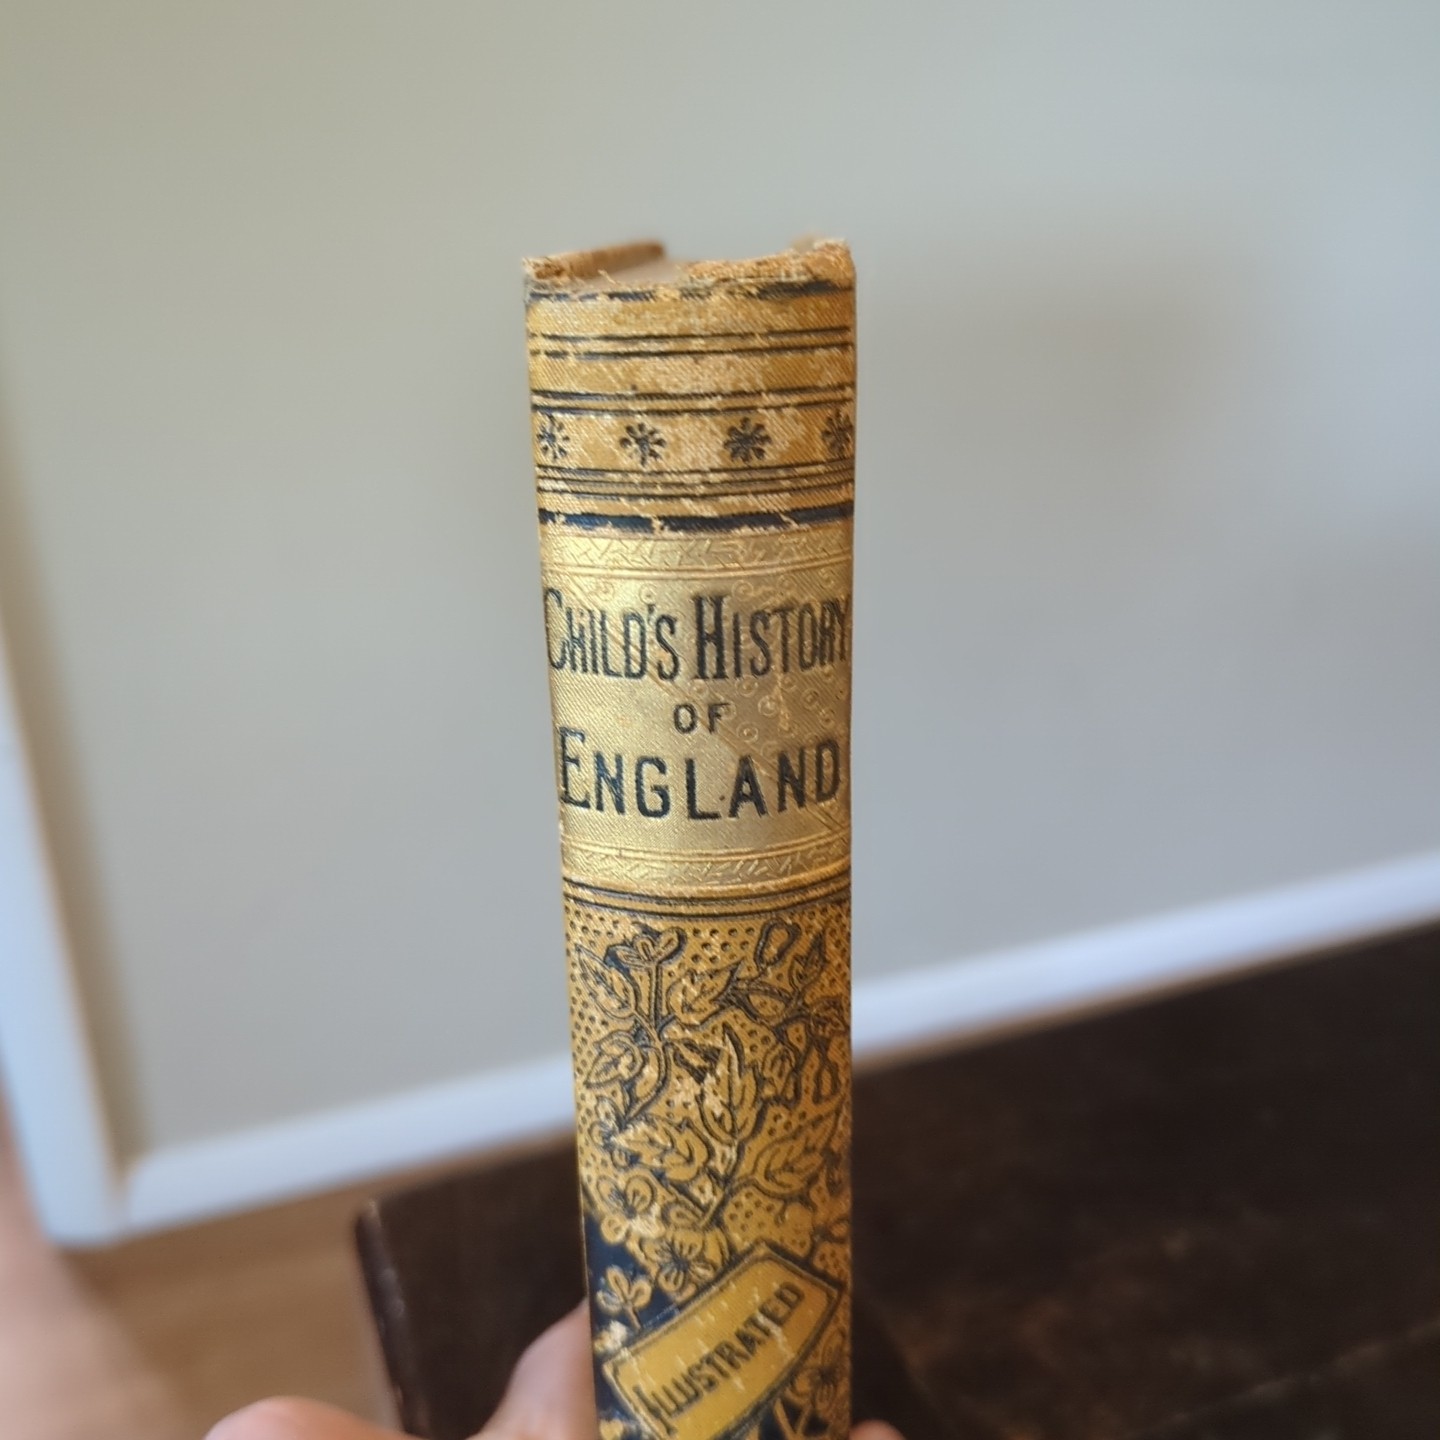 CHILD'S HISTORY
OF
ENGLAND
ILLUSTRATED